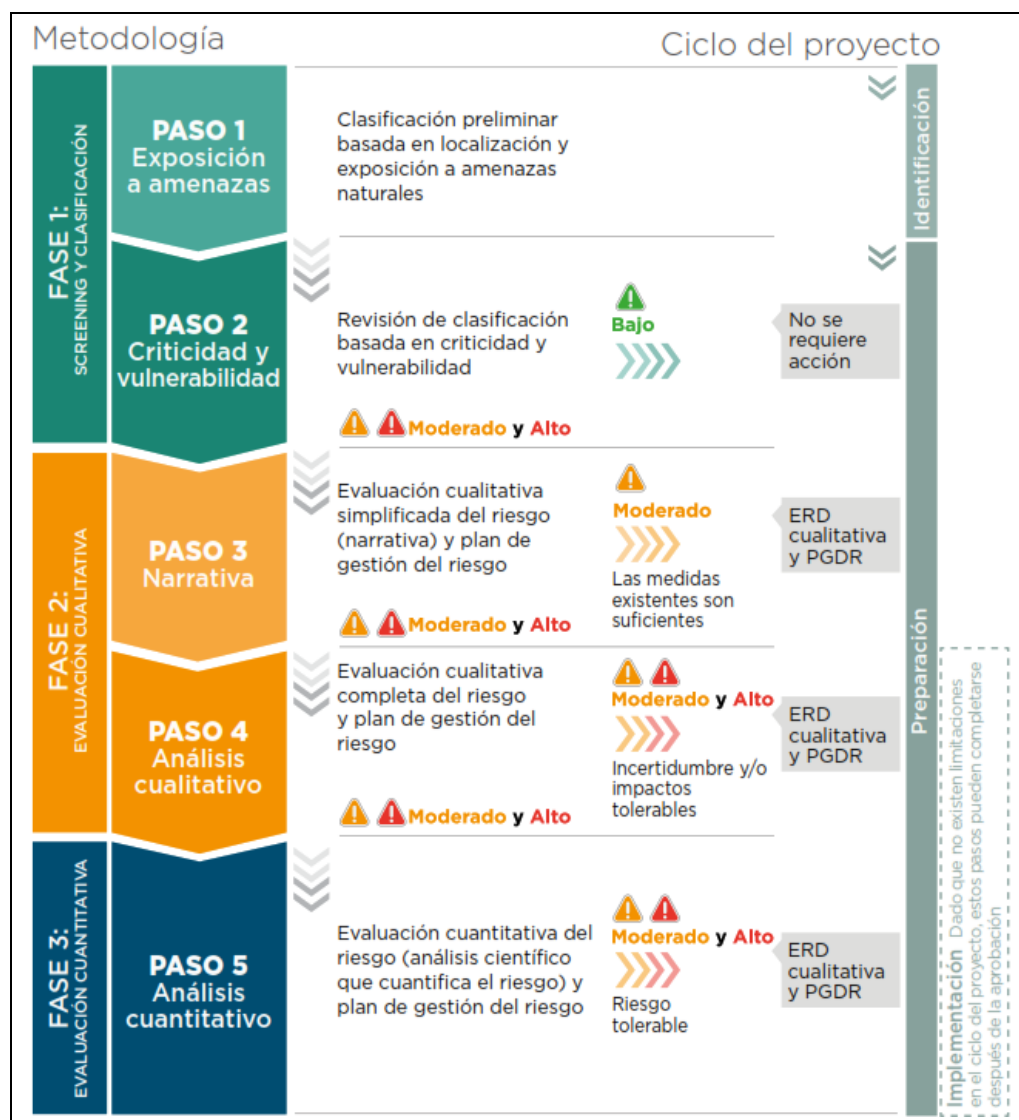 Metodología
Ciclo del proyecto
FASE 1:
SCREENING Y CLASIFICACIÓN
PASO 1
Exposición
a amenazas
Clasificación preliminar
basada en localización y
exposición a amenazas
naturales
Identificación
PASO 2
Criticidad y
vulnerabilidad
Revisión de clasificación
basada en criticidad y
vulnerabilidad
Bajo
No se
requiere
acción
Moderado y Alto
FASE 2:
EVALUACIÓN CUALITATIVA
PASO 3
Narrativa
Evaluación cualitativa
simplificada del riesgo
(narrativa) y plan de
gestión del riesgo
Moderado
Las medidas
existentes son
suficientes
ERD
cualitativa
y PGDR
Moderado y Alto
PASO 4
Análisis
cualitativo
Evaluación cualitativa
completa del riesgo
y plan de gestión del
riesgo
Moderado y Alto
Incertidumbre y/o
impactos
tolerables
ERD
cualitativa
y PGDR
Moderado y Alto
FASE 3:
EVALUACIÓN CUANTITATIVA
PASO 5
Análisis
cuantitativo
Evaluación cuantitativa del
riesgo (análisis científico
que cuantifica el riesgo) y
plan de gestión del riesgo
Moderado y Alto
Riesgo
tolerable
ERD
cualitativa
y PGDR
Preparación
Implementación Dado que no existen limitaciones
en el ciclo del proyecto, estos pasos pueden completarse
después de la aprobación